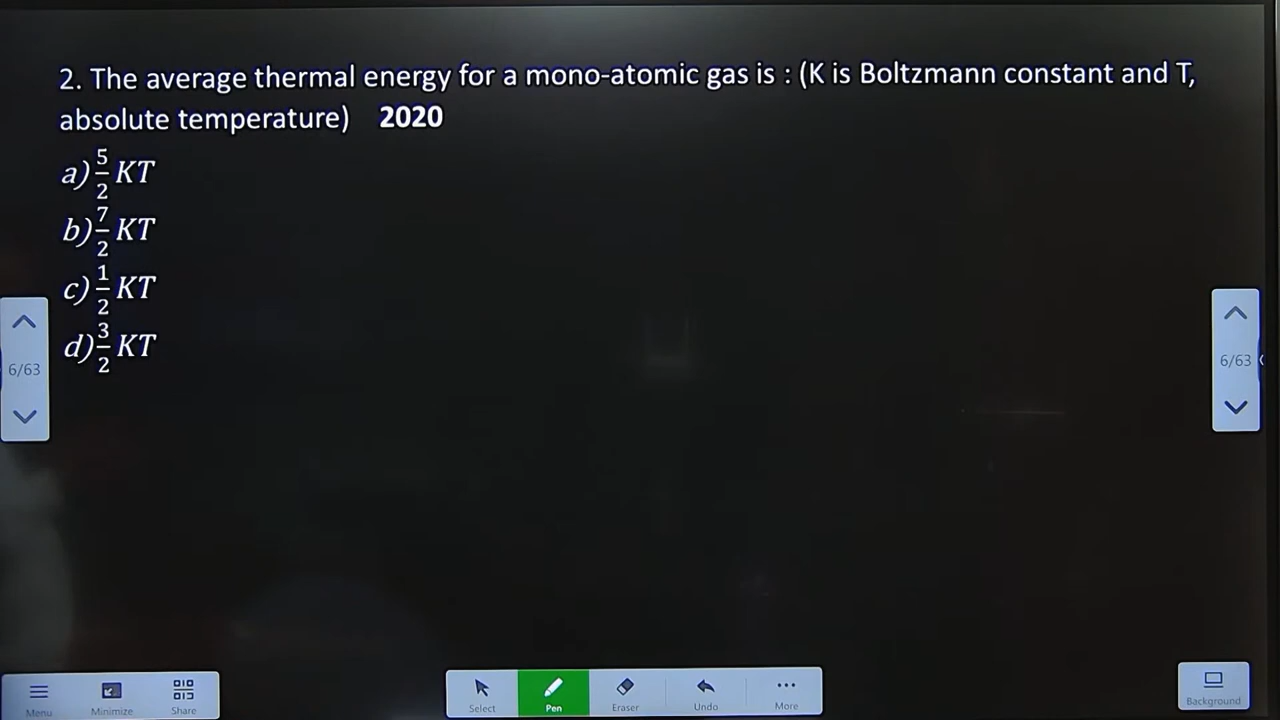 2. The average thermal energy for a mono-atomic gas is : (K is Boltzmann constant and T,
absolute temperature) 2020
a) 5/2 KT
b) 7/2 KT
c) 1/2 KT
d) 3/2 KT
6/63
6/63
Menu
Minimize
Share
Select
Pen
Eraser
Undo
More
Background